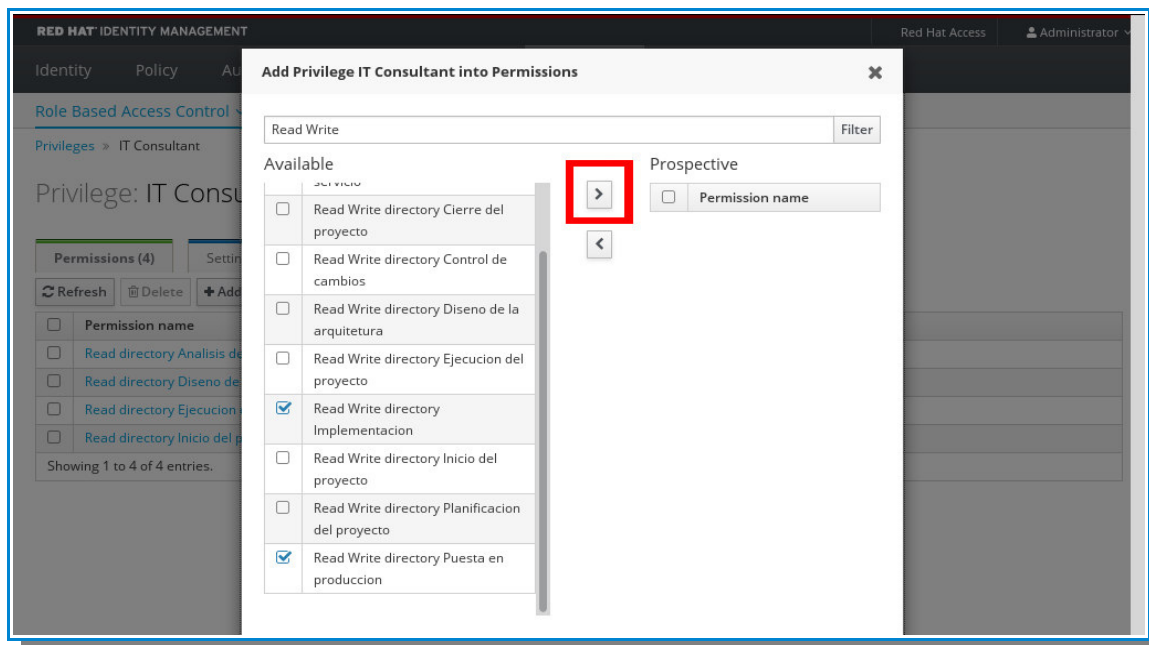 RED HAT IDENTITY MANAGEMENT
Red Hat Access
Administrator
Identity
Policy
Role Based Access Control
Privileges » IT Consultant
Privilege: IT
Permissions (4)
Refresh
Delete
Add
Permission name
Read directory Analisis
Read directory Diseno de
Read directory Ejecucion
Read directory Inicio del
Showing 1 to 4 of 4 entries.
Add Privilege IT Consultant into Permissions
Read Write
Filter
Available
Prospective
Permission name
Read Write directory Cierre del
proyecto
Read Write directory Control de
cambios
Read Write directory Diseno de la
arquitetura
Read Write directory Ejecucion del
proyecto
Read Write directory
Implementacion
Read Write directory Inicio del
proyecto
Read Write directory Planificacion
del proyecto
Read Write directory Puesta en
produccion